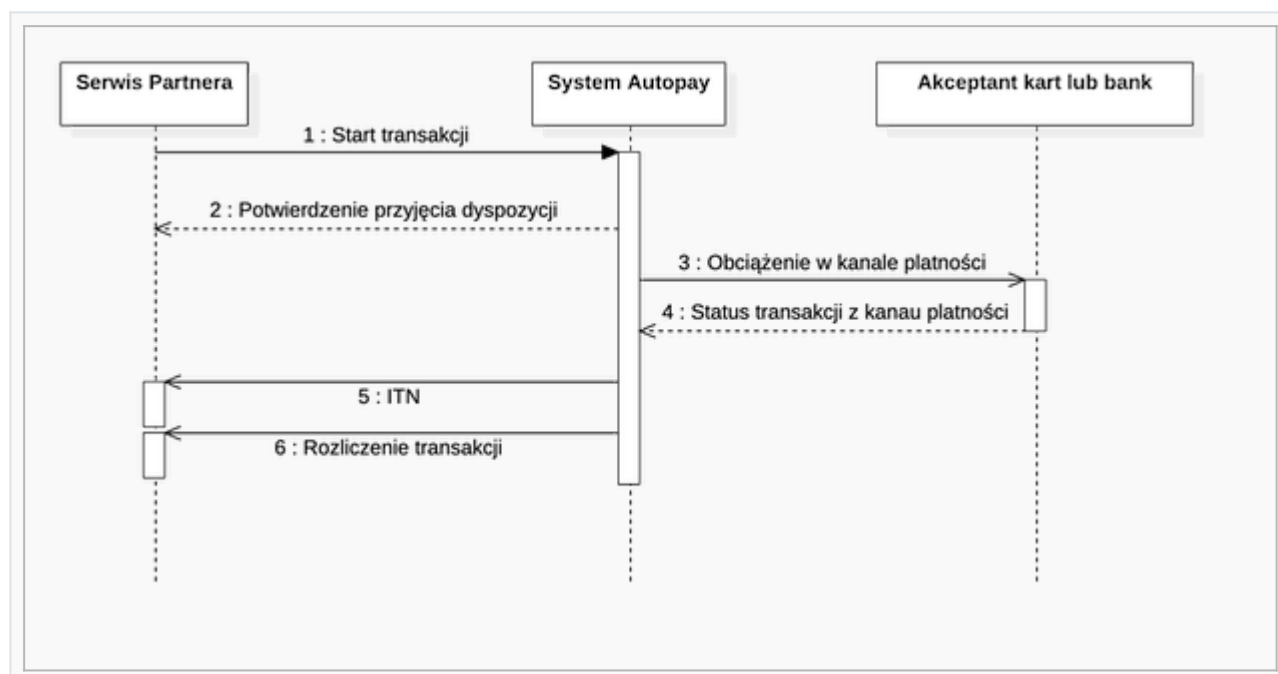 Serwis Partnera
System Autopay
Akceptant kart lub bank
1 : Start transakcji
2 : Potwierdzenie przyjęcia dyspozycji
3 : Obciążenie w kanale platności
4 : Status transakcji z kanau platności
5 : ITN
6 : Rozliczenie transakcji